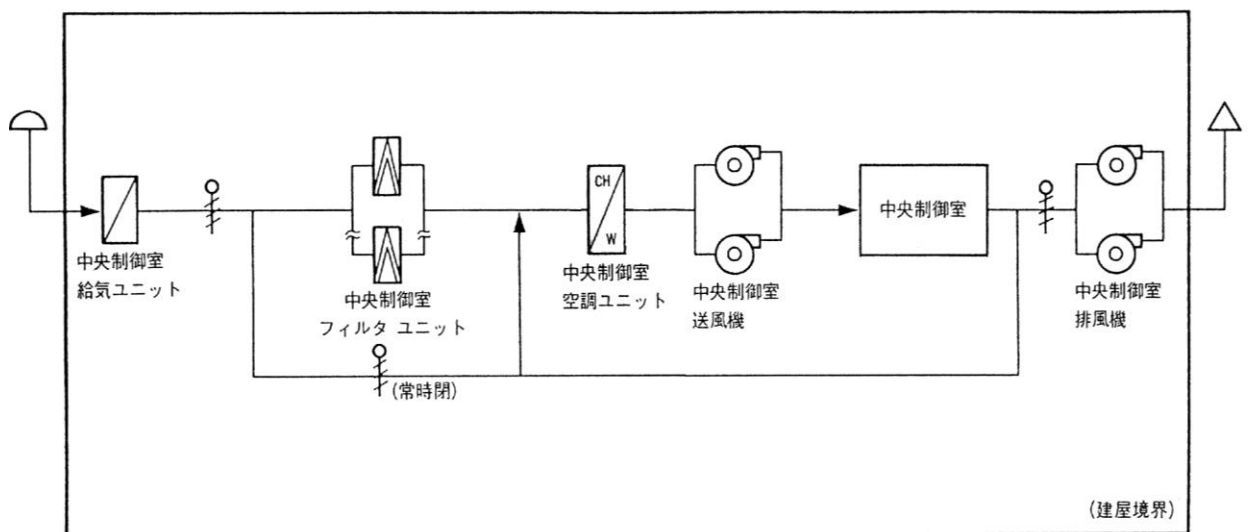 中央制御室
給気ユニット
中央制御室
フィルタ ユニット
(常時閉)
CH
W
中央制御室
空調ユニット
中央制御室
送風機
中央制御室
中央制御室
排風機
(建屋境界)